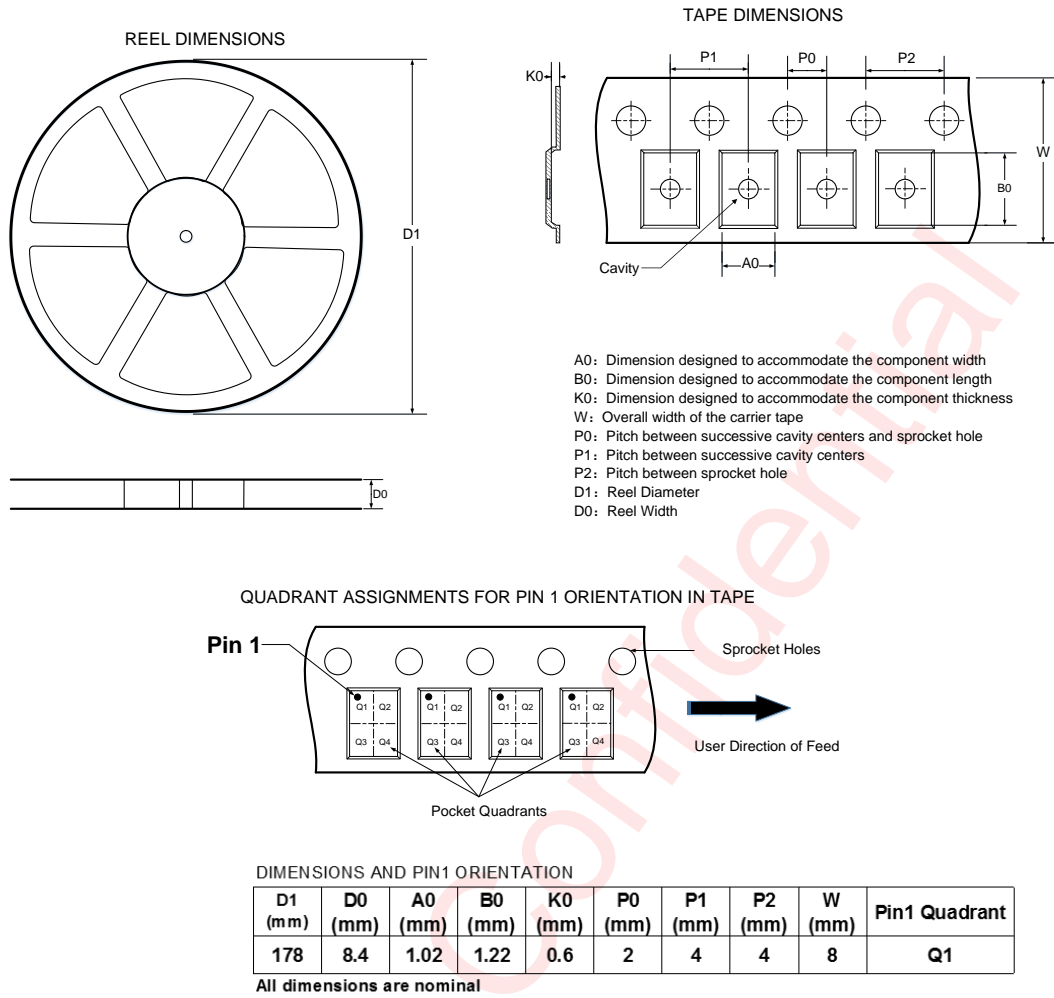 TAPE DIMENSIONS
REEL DIMENSIONS
P1
P0
P2
K0
W
B0
D1
Cavity
A0
A0：Dimension designed to accommodate the component width
B0：Dimension designed to accommodate the component length
K0：Dimension designed to accommodate the component thickness
W：Overall width of the carrier tape
P0：Pitch between successive cavity centers and sprocket hole
P1：Pitch between successive cavity centers
P2：Pitch between sprocket hole
D1：Reel Diameter
D0：Reel Width
D0
QUADRANT ASSIGNMENTS FOR PIN 1 ORIENTATION IN TAPE
Pin 1
Sprocket Holes
Q1 Q2 Q1 Q2 Q1 Q2 Q1 Q2
Q3 Q4 Q3 Q4 Q3 Q4 Q3 Q4
User Direction of Feed
Pocket Quadrants
DIMENSIONS AND PIN1 ORIENTATION
D1 D0 A0 B0 K0 P0 P1 P2 W Pin1 Quadrant
(mm) (mm) (mm) (mm) (mm) (mm) (mm) (mm) (mm)
178 8.4 1.02 1.22 0.6 2 4 4 8 Q1
All dimensions are nominal
Confidential